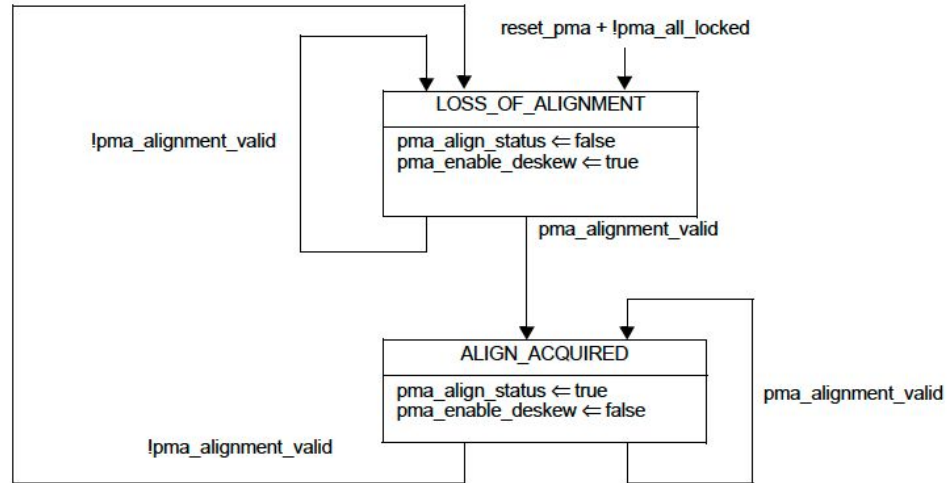 reset_pma + !pma_all_locked
LOSS_OF_ALIGNMENT
!pma_alignment_valid
pma_align_status ⇐ false
pma_enable_deskew ⇐ true
pma_alignment_valid
ALIGN_ACQUIRED
pma_align_status ⇐ true
pma_enable_deskew ⇐ false
pma_alignment_valid
!pma_alignment_valid